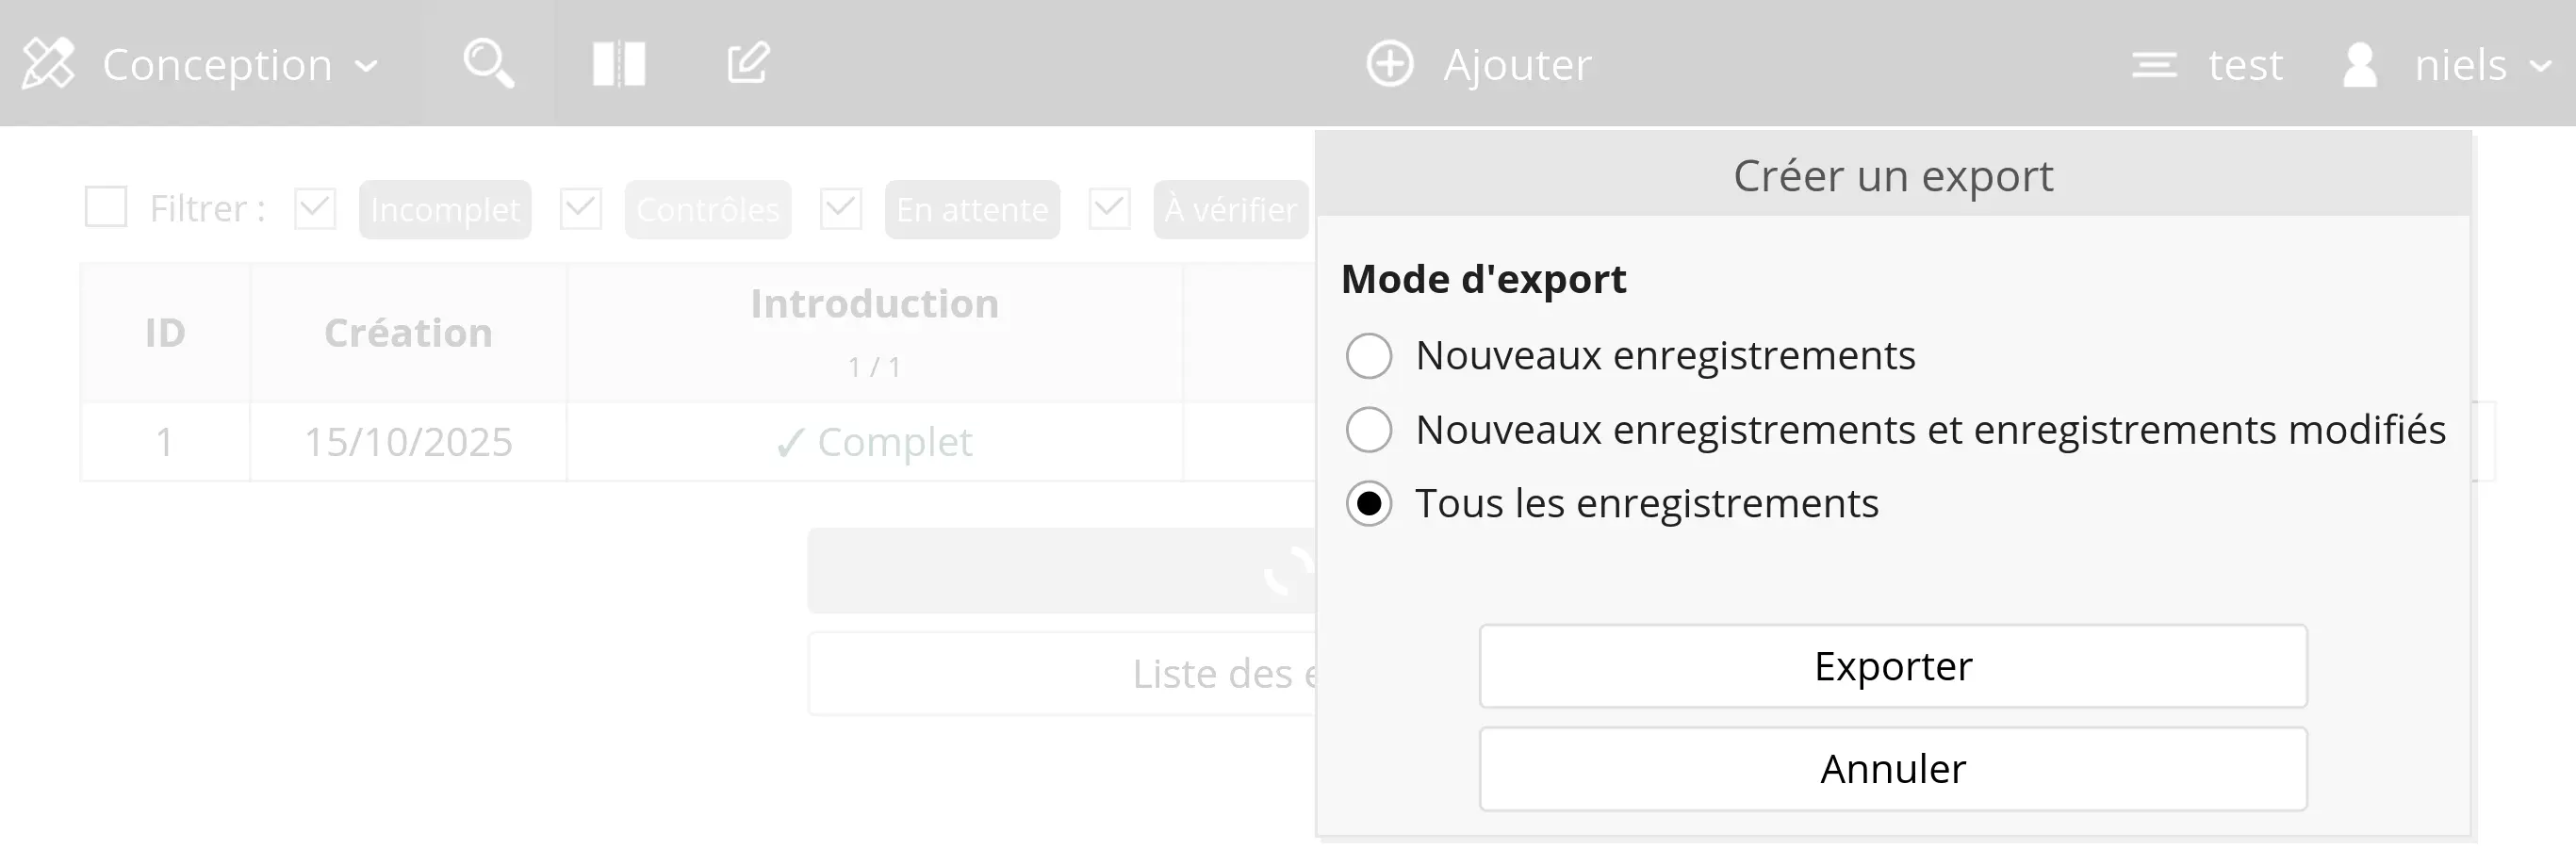 Conception
Ajouter
test
niels
Filtrer :
Incomplet
Contrôles
En attente
À vérifier
ID
Création
Introduction
1 / 1
1
15/10/2025
✓ Complet
Liste des
Créer un export
Mode d'export
Nouveaux enregistrements
Nouveaux enregistrements et enregistrements modifiés
Tous les enregistrements
Exporter
Annuler